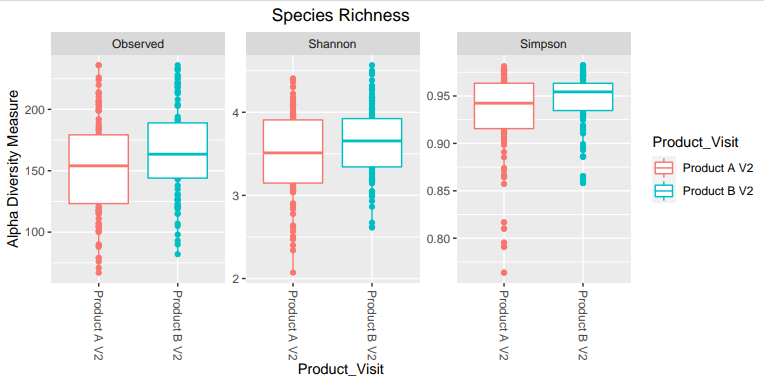 Species Richness
Observed
Shannon
Simpson
Alpha Diversity Measure
200
150
100
4
3
2
0.95
0.90
0.85
0.80
Product A V2
Product B V2
Product A V2
Product B V2
Product A V2
Product B V2
Product_Visit
Product_Visit
Product A V2
Product B V2